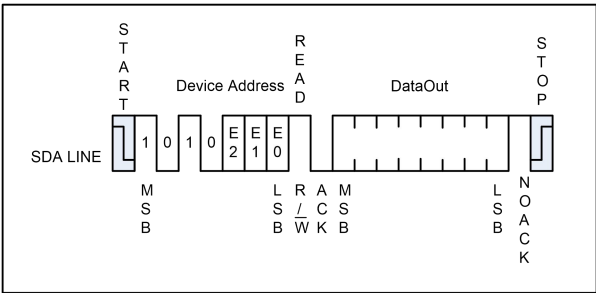 START
READ
STOP
Device Address
DataOut
SDA LINE
1 0 1 0 E2 E1 E0
MSB
LSB
R/W
ACK
MSB
LSB
NO ACK